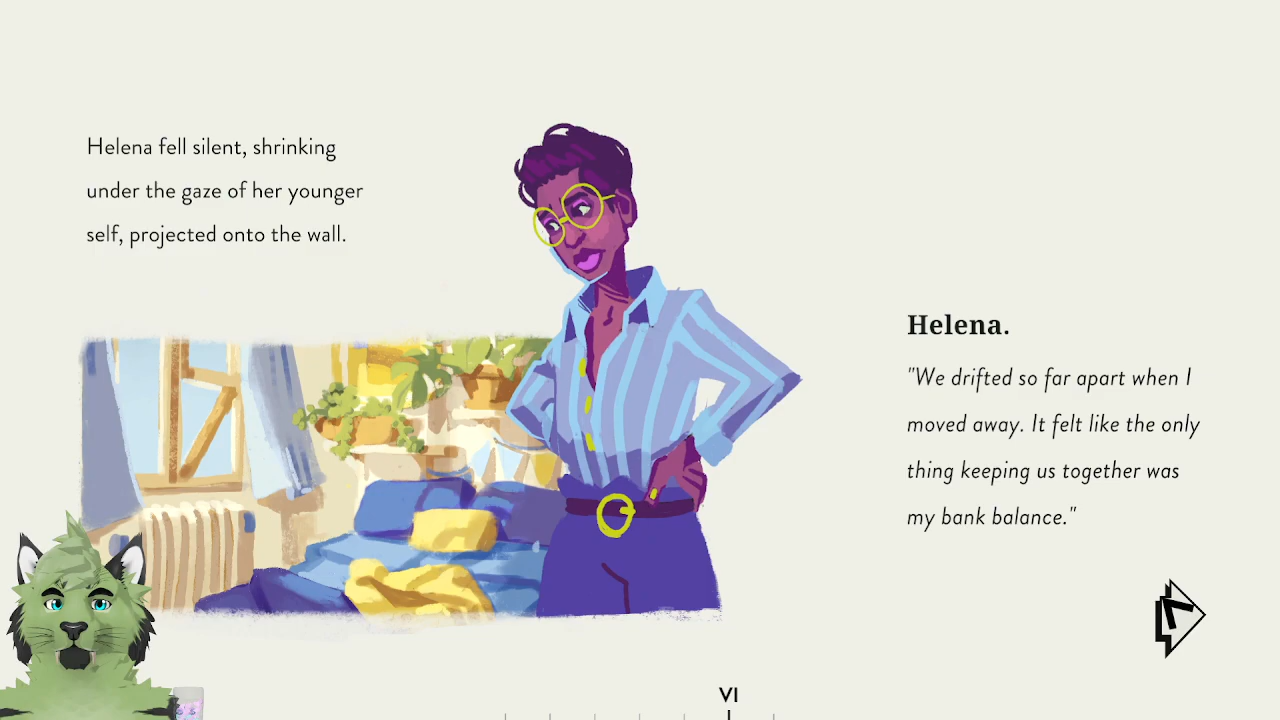 Helena fell silent, shrinking
under the gaze of her younger
self, projected onto the wall.
Helena.
"We drifted so far apart when I
moved away. It felt like the only
thing keeping us together was
my bank balance."
VI